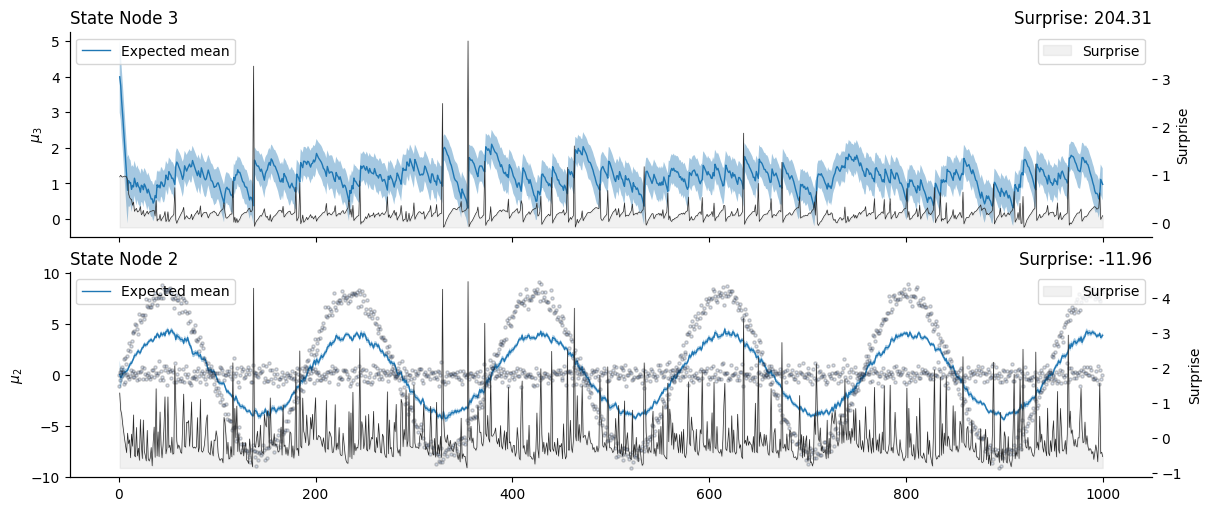 State Node 3
Surprise: 204.31
Expected mean
Surprise
5
4
3
2
1
0
μ3
3
2
1
0
Surprise
State Node 2
Surprise: -11.96
Expected mean
Surprise
10
5
0
−5
−10
μ2
4
3
2
1
0
−1
Surprise
0
200
400
600
800
1000